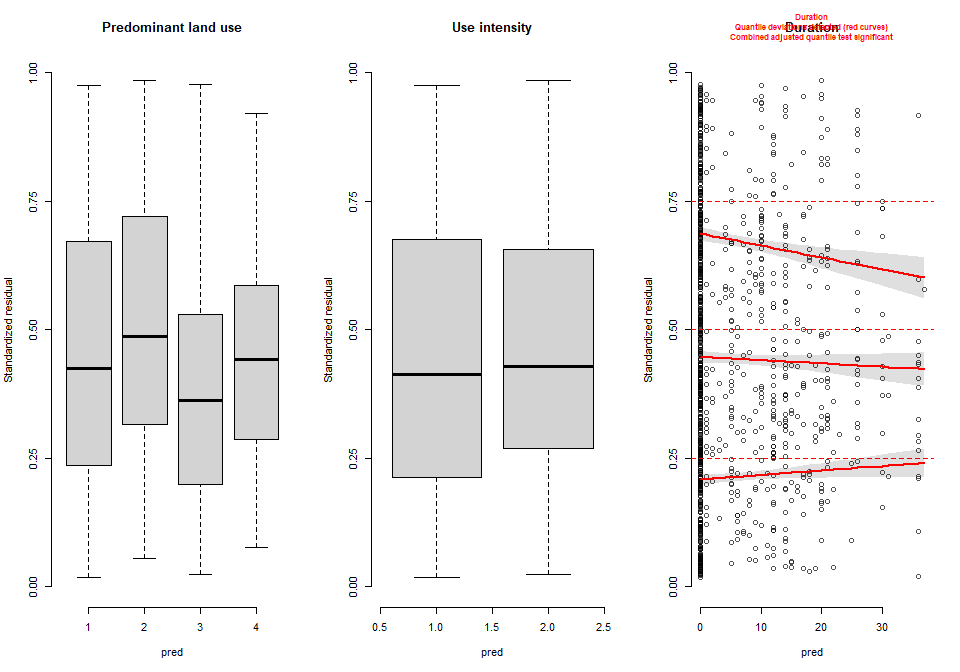 Predominant land use
Standardized residual
0.00
0.25
0.50
0.75
1.00
1 2 3 4
pred
Use intensity
Standardized residual
0.00
0.25
0.50
0.75
1.00
0.5 1.0 1.5 2.0 2.5
pred
Duration
Duration
Quantile deviations detected (red curves)
Combined adjusted quantile test significant
Standardized residual
0.00
0.25
0.50
0.75
1.00
0 10 20 30
pred